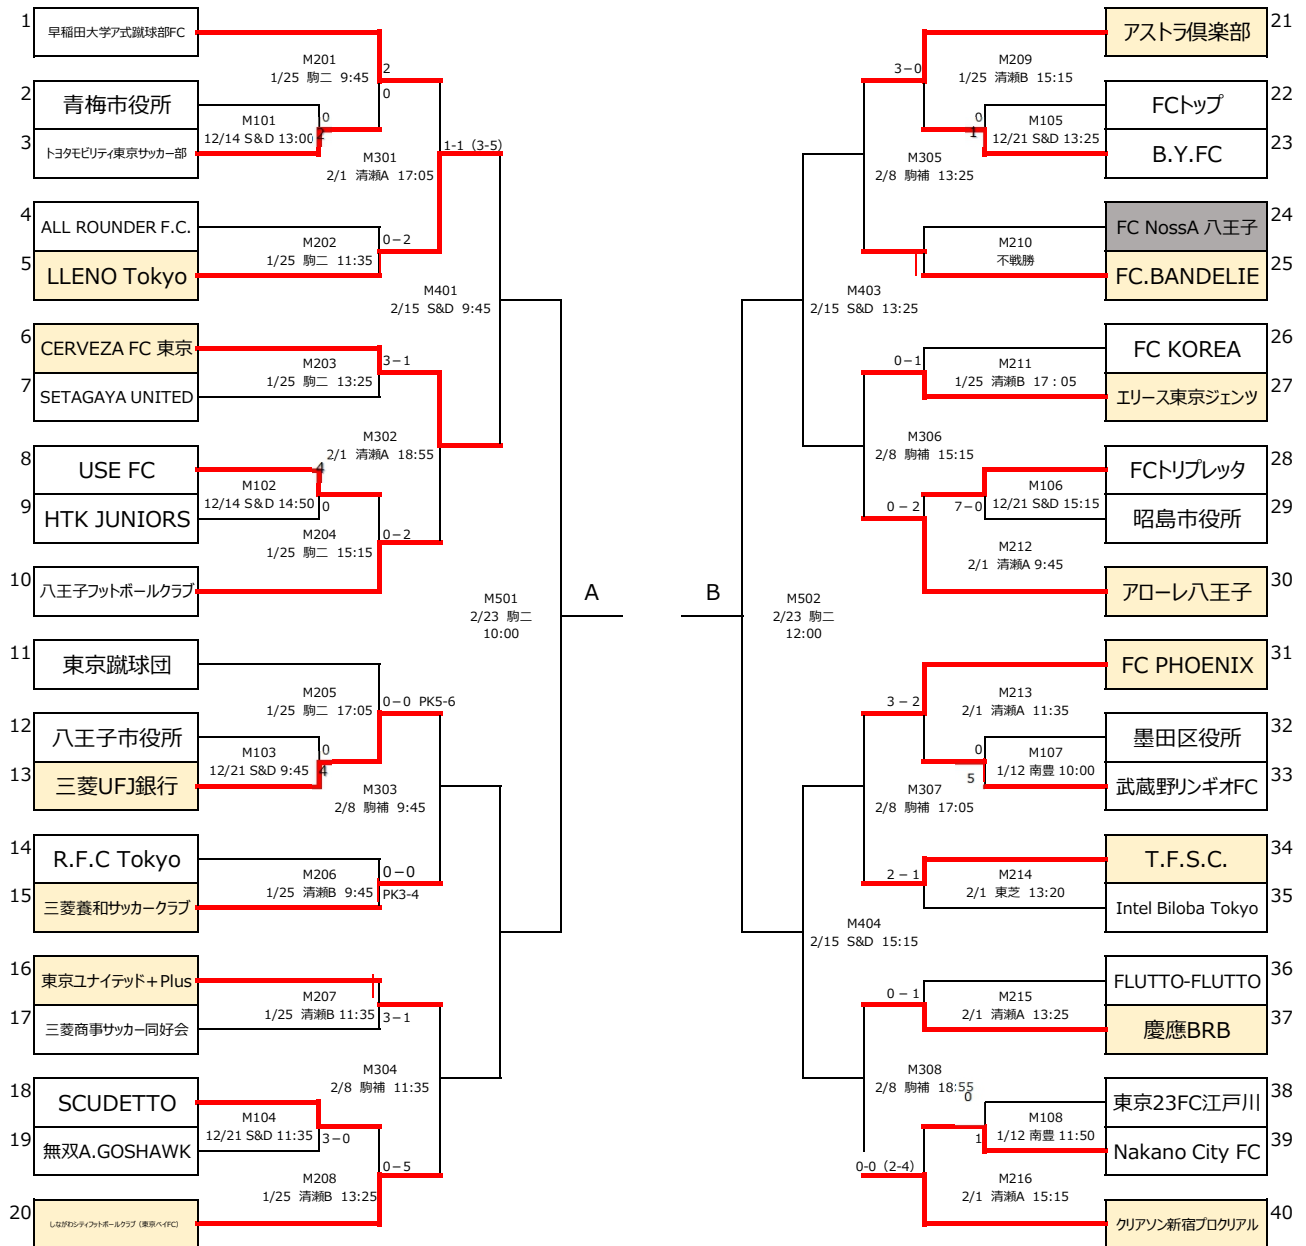 1
早稲田大学ア式蹴球部FC
M201
1/25 駒二 9:45
2
0
2
青梅市役所
M101
12/14 S&D 13:00
0
2
3
トヨタモビリティ東京サッカー部
M301
2/1 清瀬A 17:05
1-1 (3-5)
4
ALL ROUNDER F.C.
M202
1/25 駒二 11:35
0-2
5
LLENO Tokyo
M401
2/15 S&D 9:45
6
CERVEZA FC 東京
M203
1/25 駒二 13:25
3-1
7
SETAGAYA UNITED
M302
2/1 清瀬A 18:55
8
USE FC
4
M102
12/14 S&D 14:50
0
9
HTK JUNIORS
M204
1/25 駒二 15:15
0-2
10
八王子フットボールクラブ
M501
2/23 駒二
10:00
A
11
東京蹴球団
M205
1/25 駒二 17:05
0-0 PK5-6
12
八王子市役所
M103
12/21 S&D 9:45
0
4
13
三菱UFJ銀行
M303
2/8 駒補 9:45
14
R.F.C Tokyo
M206
1/25 清瀬B 9:45
0-0
PK3-4
15
三菱養和サッカークラブ
16
東京ユナイテッド+Plus
M207
1/25 清瀬B 11:35
3-1
17
三菱商事サッカー同好会
M304
2/8 駒補 11:35
18
SCUDETTO
M104
12/21 S&D 11:35
3-0
19
無双A.GOSHAWK
M208
1/25 清瀬B 13:25
0-5
20
しながわシティフットボールクラブ (東京ベイFC)
アストラ倶楽部
21
3-0
M209
1/25 清瀬B 15:15
FCトップ
22
0
1
M105
12/21 S&D 13:25
B.Y.FC
23
M305
2/8 駒補 13:25
FC NossA 八王子
24
M210
不戦勝
FC.BANDELIE
25
M403
2/15 S&D 13:25
FC KOREA
26
0-1
M211
1/25 清瀬B 17:05
エリース東京ジェンツ
27
M306
2/8 駒補 15:15
FCトリプレッタ
28
M106
12/21 S&D 15:15
0-2
7-0
昭島市役所
29
M212
2/1 清瀬A 9:45
アローレ八王子
30
B
M502
2/23 駒二
12:00
FC PHOENIX
31
3-2
M213
2/1 清瀬A 11:35
墨田区役所
32
0
5
M107
1/12 南豊 10:00
武蔵野リンギオFC
33
M307
2/8 駒補 17:05
T.F.S.C.
34
2-1
M214
2/1 東芝 13:20
Intel Biloba Tokyo
35
M404
2/15 S&D 15:15
FLUTTO-FLUTTO
36
0-1
M215
2/1 清瀬A 13:25
慶應BRB
37
M308
2/8 駒補 18:55
0
東京23FC江戸川
38
M108
1/12 南豊 11:50
1
Nakano City FC
39
0-0 (2-4)
M216
2/1 清瀬A 15:15
クリアソン新宿プロクリアル
40